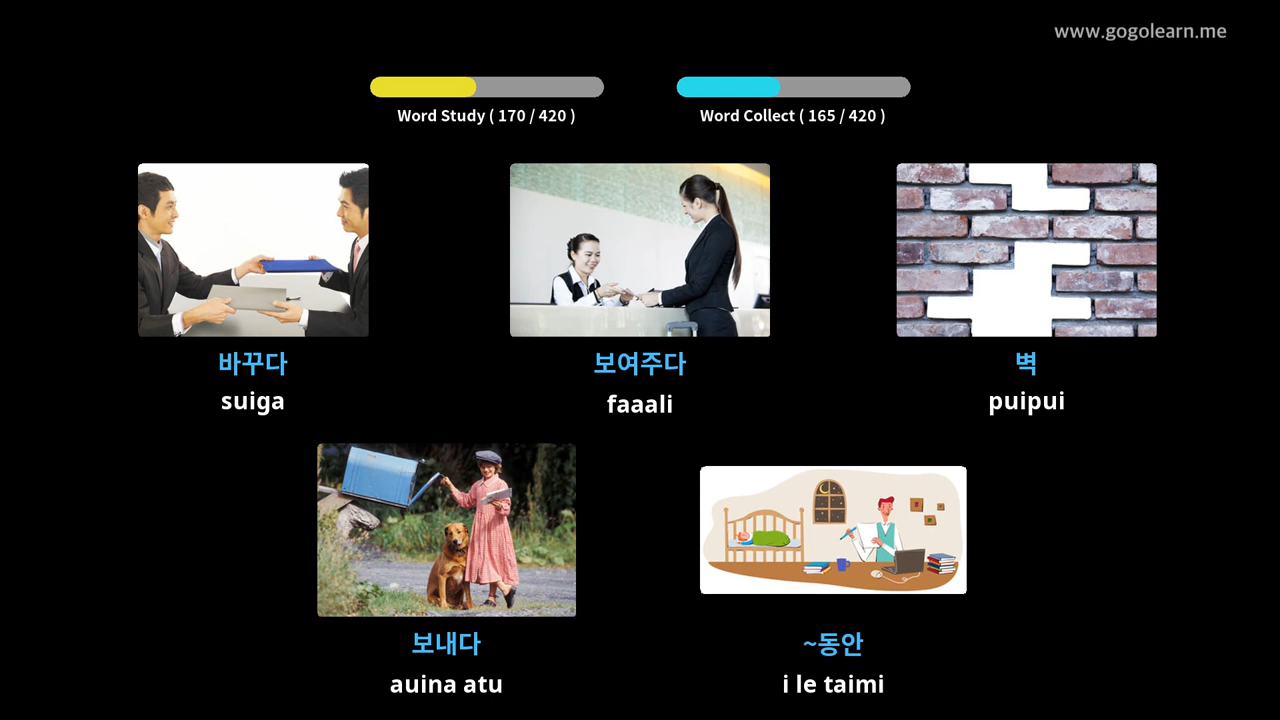 www.gogolearn.me
Word Study ( 170 / 420 )
Word Collect ( 165 / 420 )
바꾸다
suiga
보여주다
faaali
벽
puipui
보내다
auina atu
~동안
i le taimi